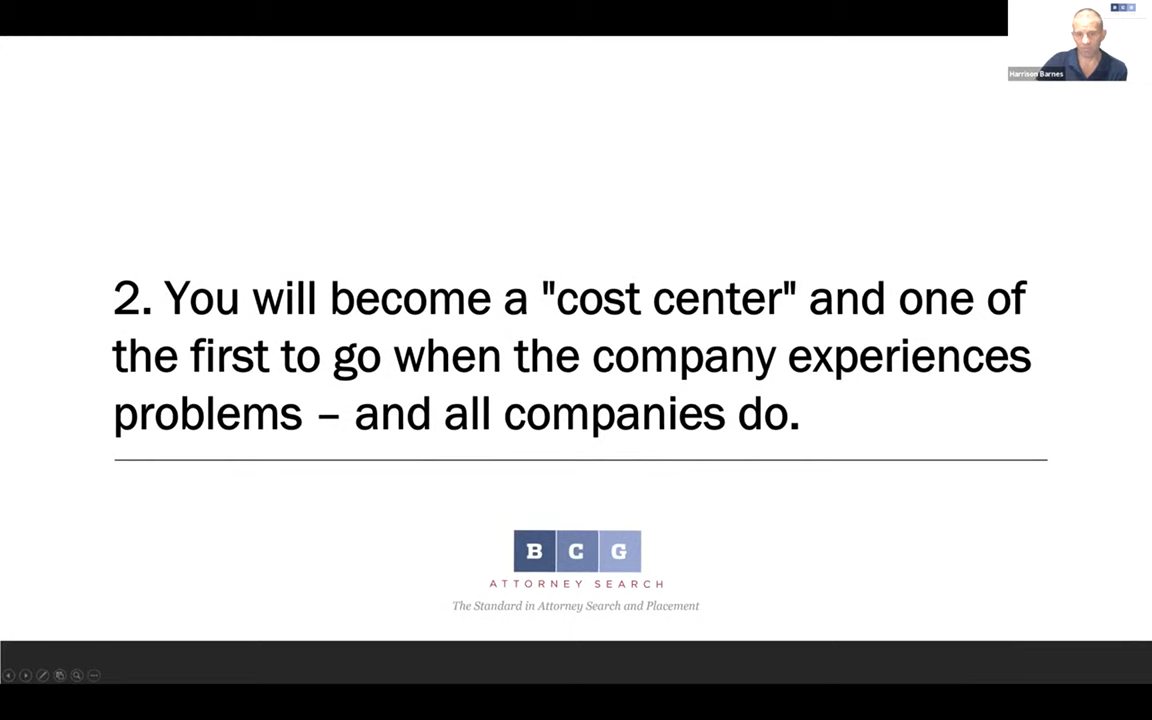 B C G
Harrison Barnes
2. You will become a "cost center" and one of
the first to go when the company experiences
problems – and all companies do.
B C G
ATTORNEY SEARCH
The Standard in Attorney Search and Placement